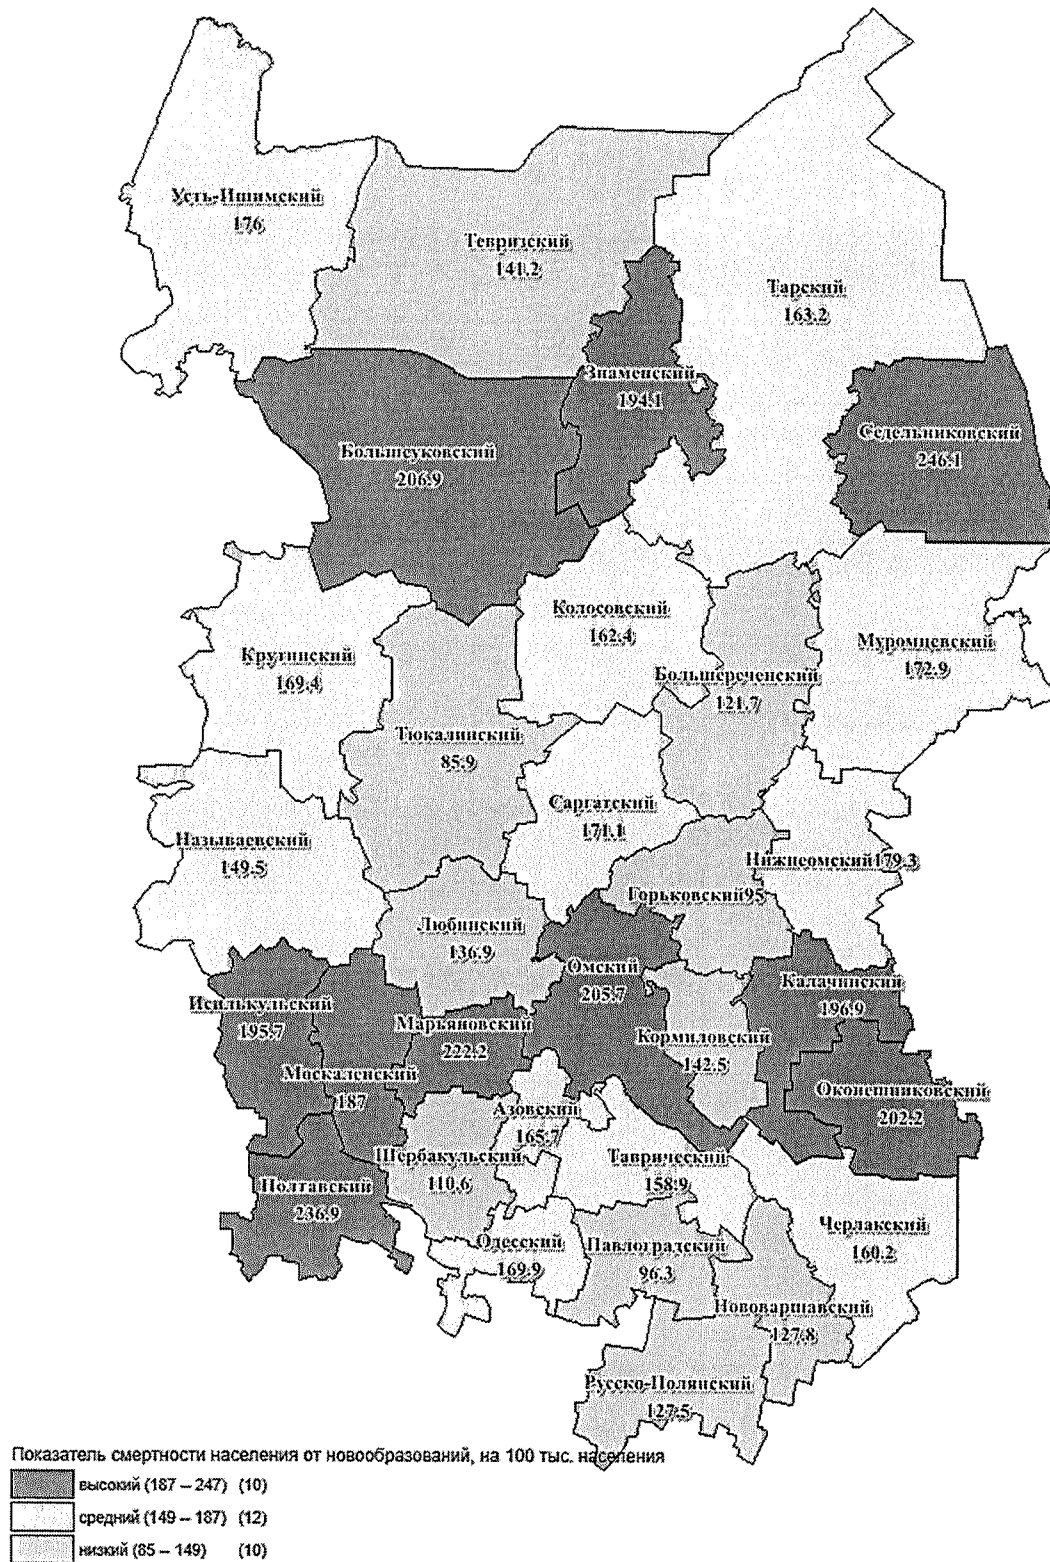 Усть-Ишимский
176
Тевризский
141.2
Тарский
163.2
Знаменский
194.1
Седельниковский
246.1
Большеуковский
206.9
Колосовский
162.4
Муромцевский
172.9
Крутинский
169.4
Большереченский
121.7
Тюкалинский
85.9
Саргатский
171.1
Называевский
149.5
Нижнеомский179.3
Горьковский95
Любинский
136.9
Омский
205.7
Калачинский
196.9
Исилькульский
195.7
Марьяновский
222.2
Кормиловский
142.5
Москаленский
187
Оконешниковский
202.2
Азовский
165.7
Шербакульский
110.6
Таврический
158.9
Полтавский
236.9
Черлакский
160.2
Одесский
169.9
Павлоградский
96.3
Нововаршавский
127.8
Русско-Полянский
127.5
Показатель смертности населения от новообразований, на 100 тыс. населения
высокий (187 – 247) (10)
средний (149 – 187) (12)
низкий (85 – 149) (10)